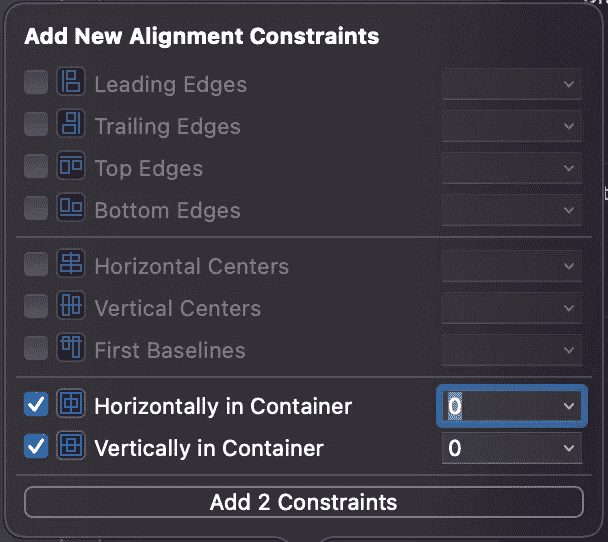 Add New Alignment Constraints
Leading Edges
Trailing Edges
Top Edges
Bottom Edges
Horizontal Centers
Vertical Centers
First Baselines
Horizontally in Container 0
Vertically in Container 0
Add 2 Constraints